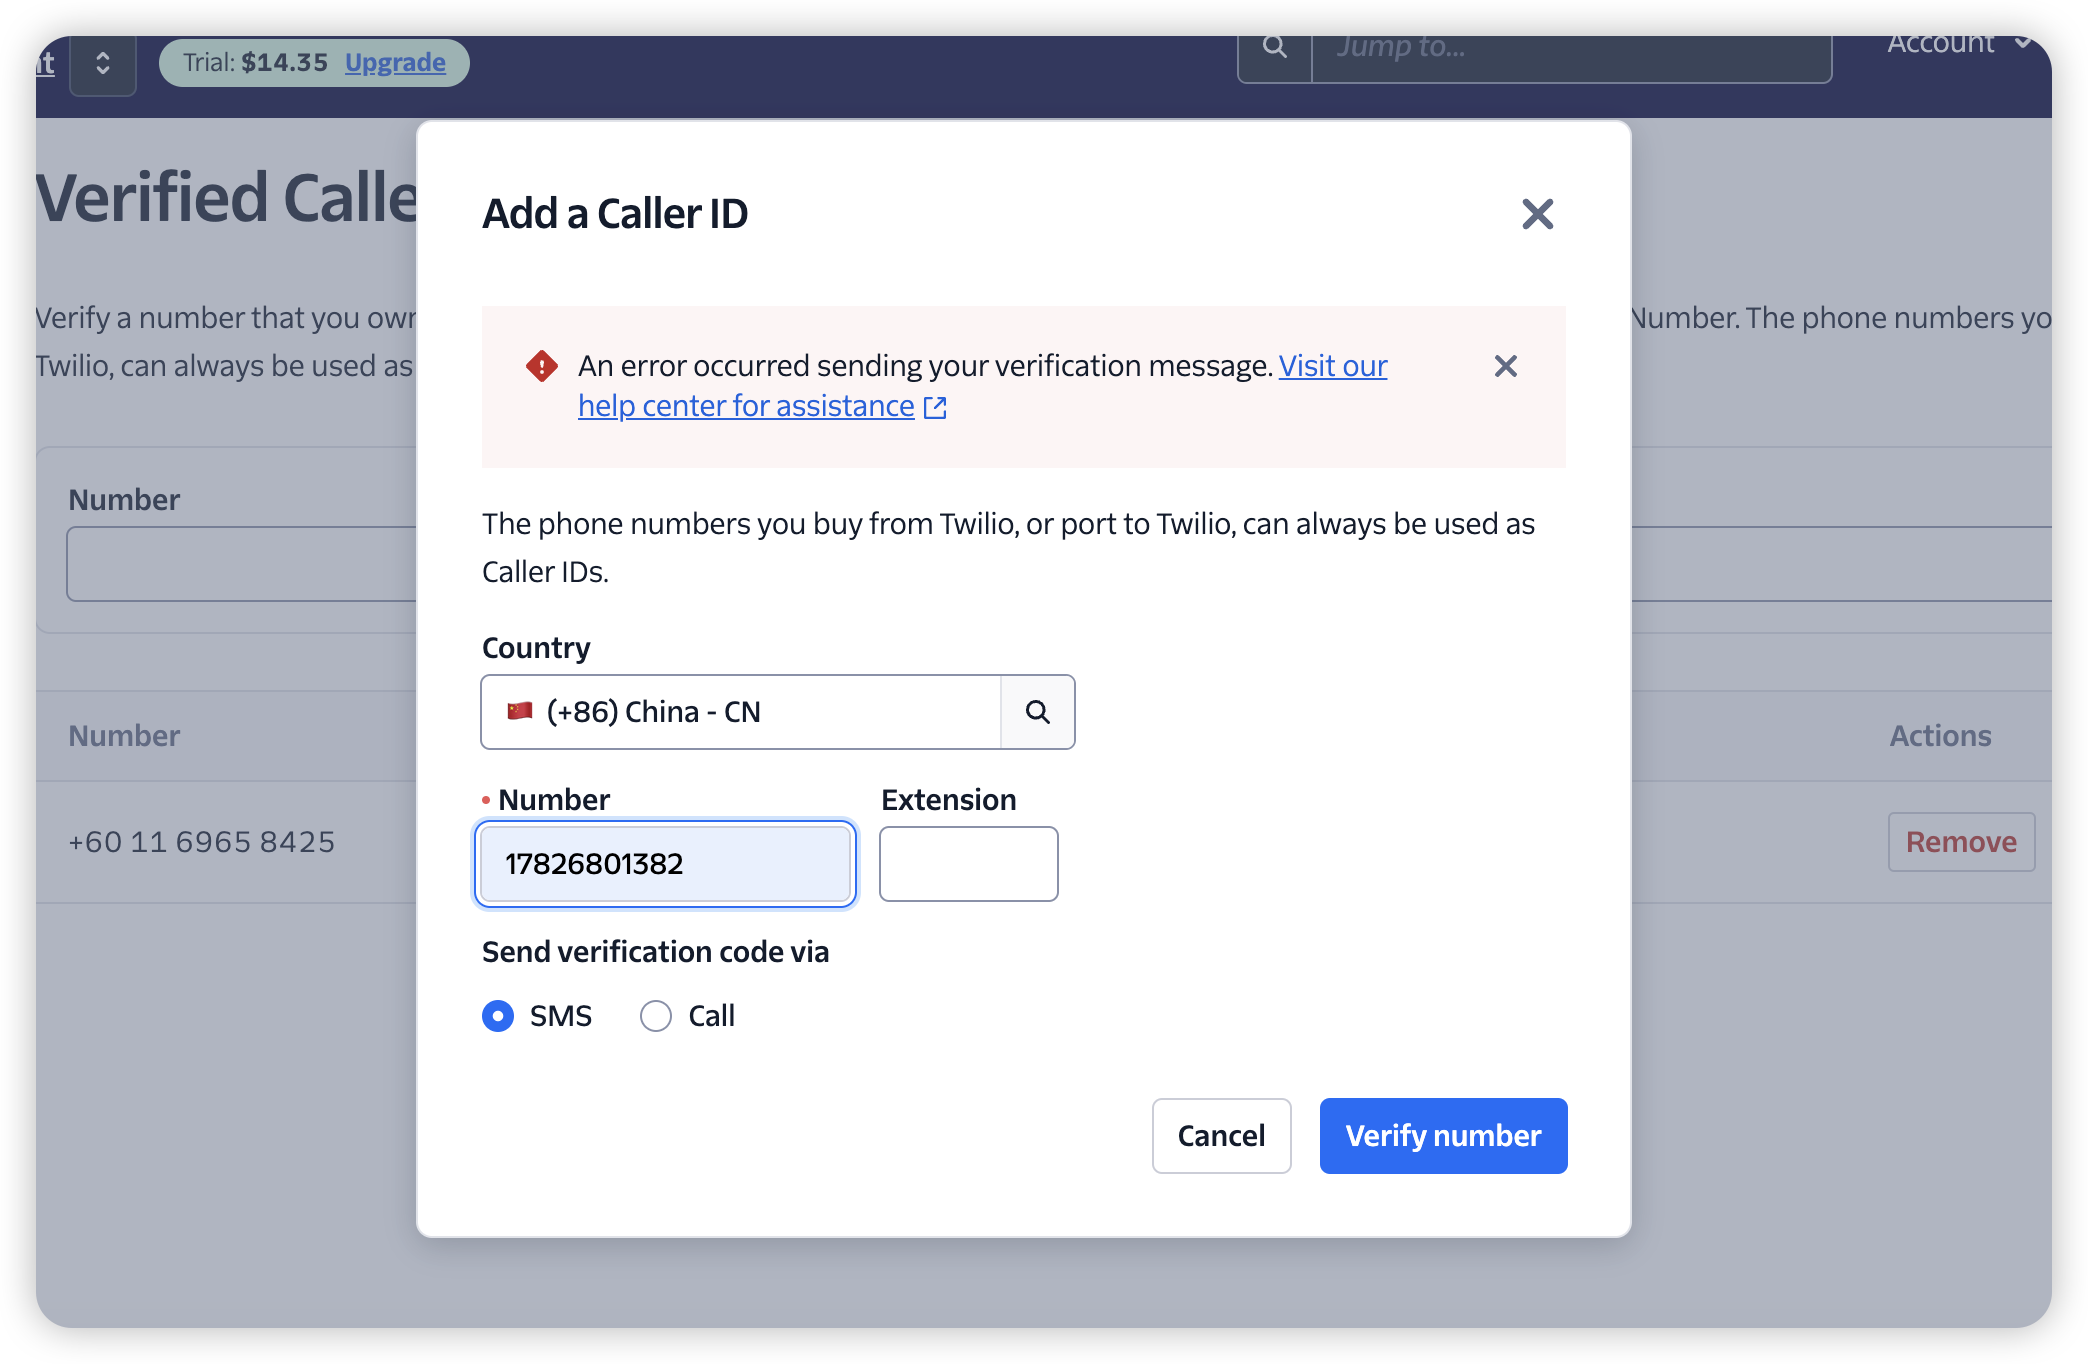 Trial: $14.35 Upgrade
Jump to...
Account
Verified Calle
Verify a number that you own
Number. The phone numbers yo
Twilio, can always be used as
Number
Number
Actions
+60 11 6965 8425
Remove
Add a Caller ID
An error occurred sending your verification message. Visit our
help center for assistance
The phone numbers you buy from Twilio, or port to Twilio, can always be used as
Caller IDs.
Country
(+86) China - CN
Number Extension
17826801382
Send verification code via
SMS Call
Cancel Verify number